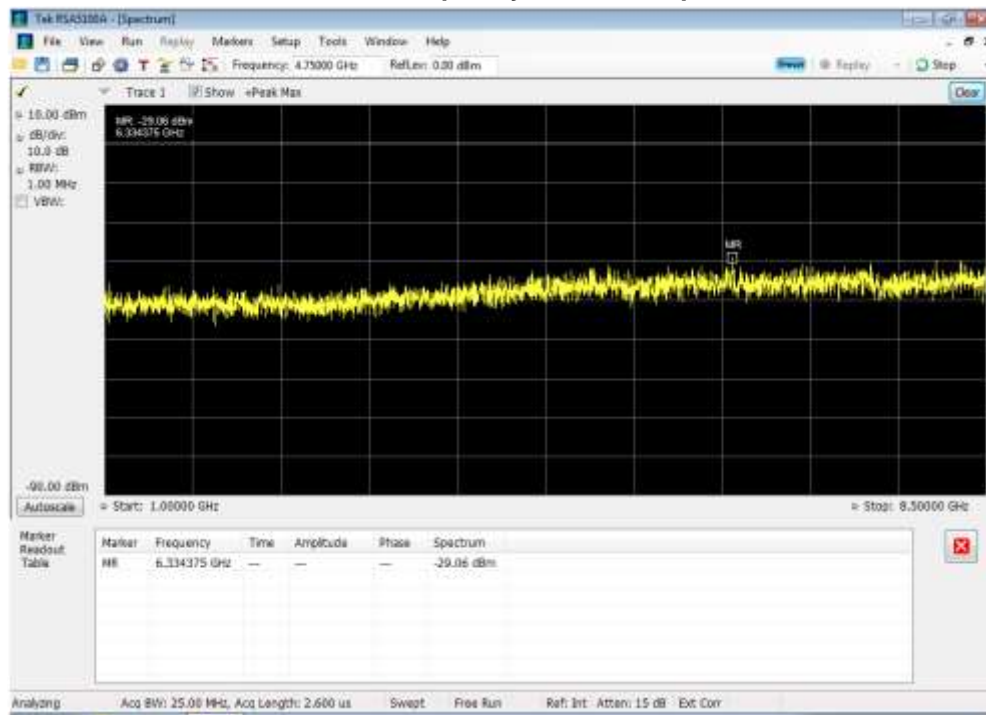 Tek RSA5100A - [Spectrum]
File View Run Replay Markers Setup Tools Window Help
Frequency: 4.75000 GHz RefLev: 0.00 dBm Preset Replay Stop
Trace 1 Show +Peak Max Clear
10.00 dBm
dB/div:
10.0 dB
RBW:
1.00 MHz
VBW:
MR: -29.06 dBm
6.334375 GHz
MR
-90.00 dBm
Autoscale Start: 1.00000 GHz Stop: 8.50000 GHz
Marker
Readout
Table
Marker Frequency Time Amplitude Phase Spectrum
MR 6.334375 GHz --- --- --- -29.06 dBm
Analyzing Acq BW: 25.00 MHz, Acq Length: 2.600 us Swept Free Run Ref: Int Atten: 15 dB Ext Corr